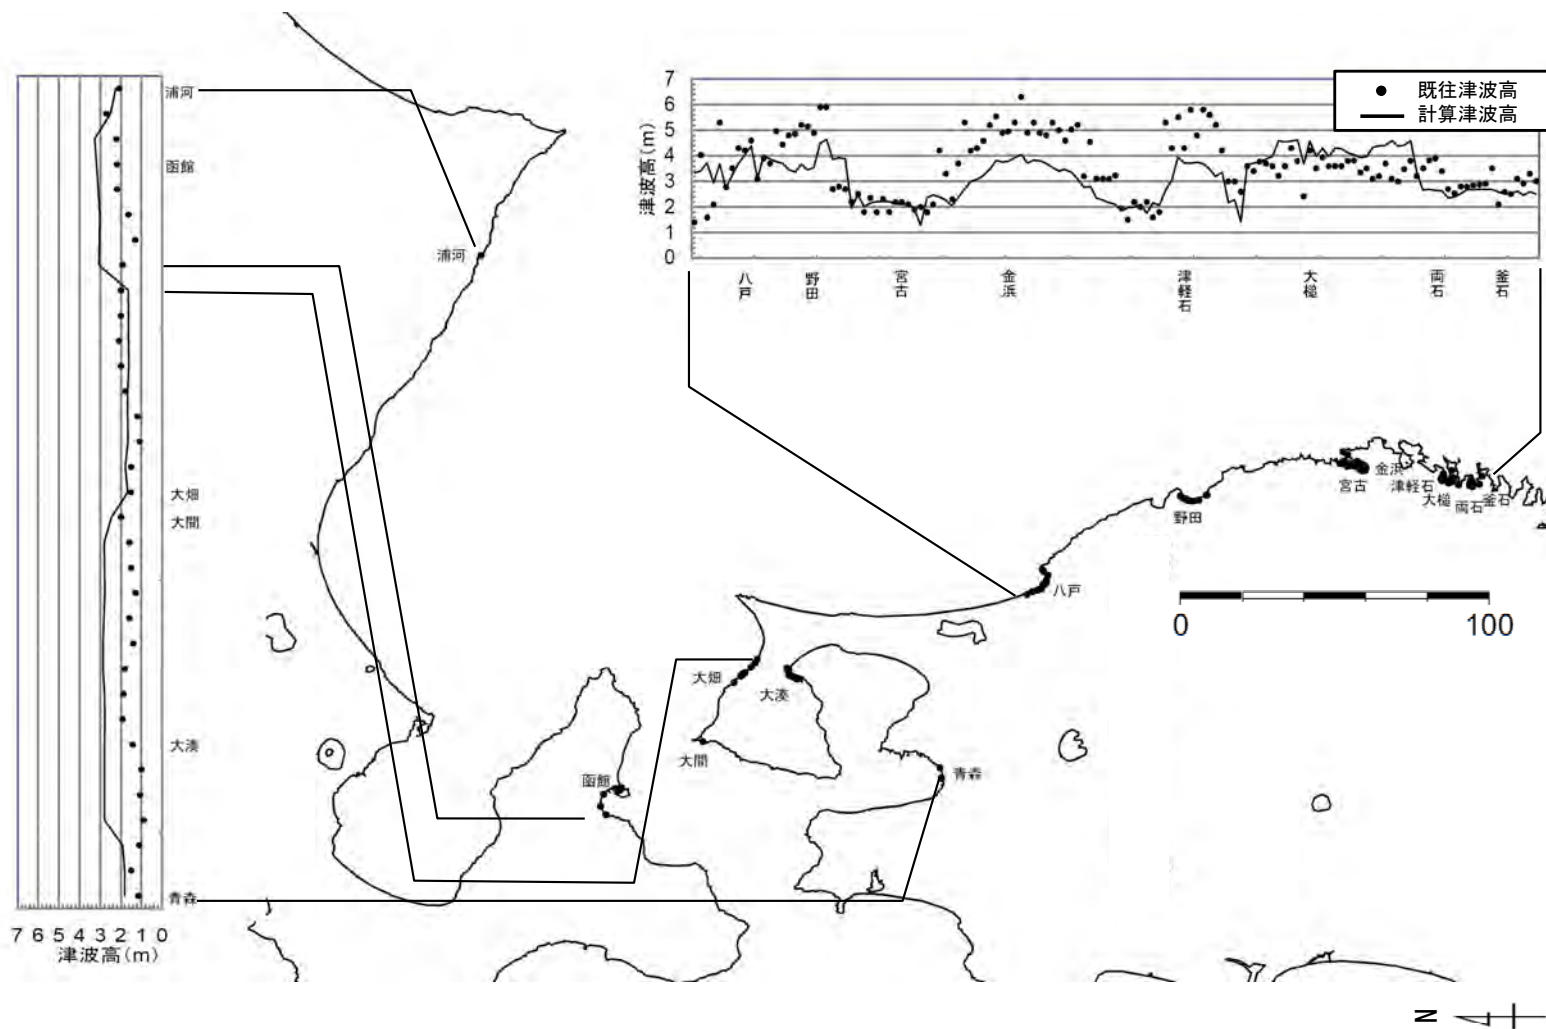 7
6
5
4
3
2
1
0
津波高(m)
● 既往津波高
計算津波高
八戸
野田
宮古
金浜
津軽石
大槌
両石
釜石
浦河
函館
大畑
大間
大湊
青森
7 6 5 4 3 2 1 0
津波高(m)
浦河
函館
大畑
大間
大湊
青森
八戸
野田
宮古
金浜
津軽石
大槌
両石
釜石
0 100
N